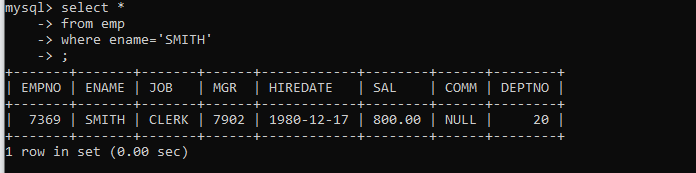 mysql> select *
    -> from emp
    -> where ename='SMITH'
    -> ;
+-------+-------+-------+------+------------+--------+------+--------+
| EMPNO | ENAME | JOB   | MGR  | HIREDATE   | SAL    | COMM | DEPTNO |
+-------+-------+-------+------+------------+--------+------+--------+
|  7369 | SMITH | CLERK | 7902 | 1980-12-17 | 800.00 | NULL |     20 |
+-------+-------+-------+------+------------+--------+------+--------+
1 row in set (0.00 sec)